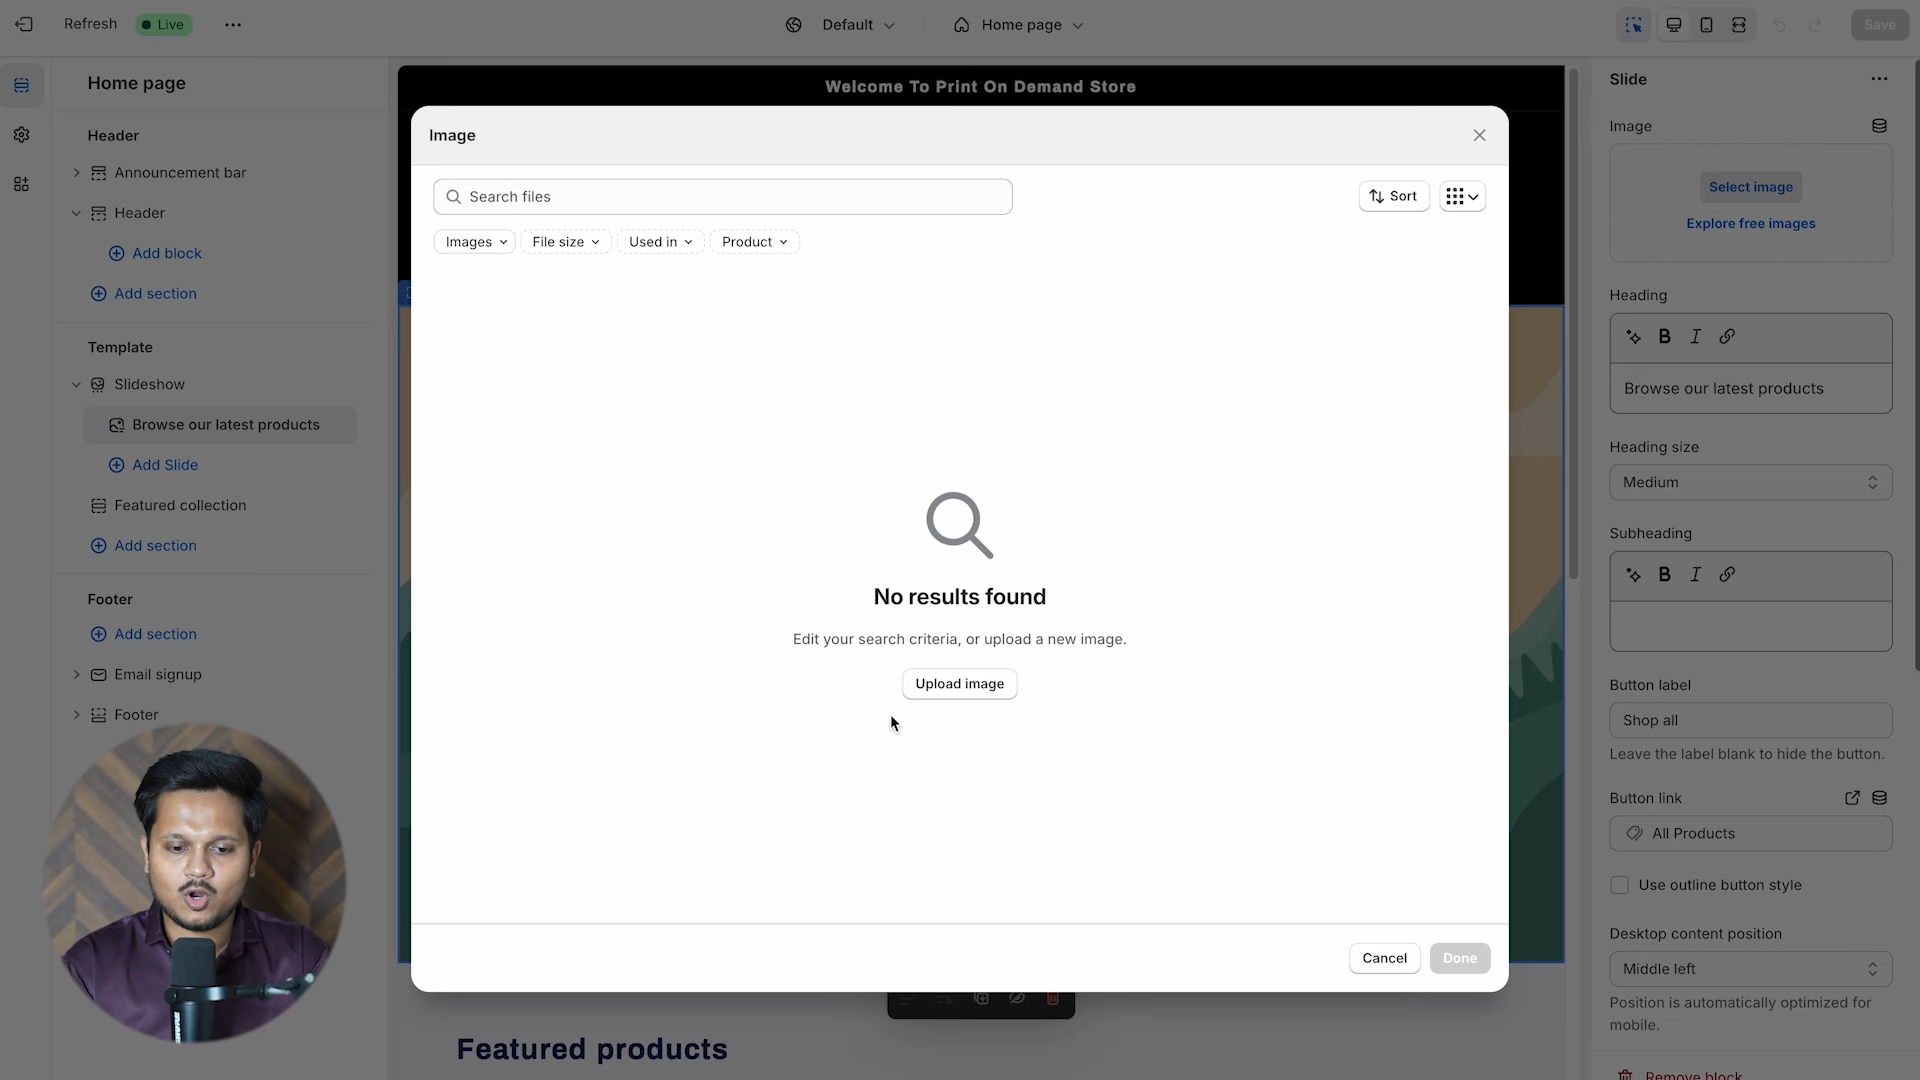 Refresh
Live
Default
Home page
Save
Home page
Header
Announcement bar
Header
Add block
Add section
Template
Slideshow
Browse our latest products
Add Slide
Featured collection
Add section
Footer
Add section
Email signup
Footer
Welcome To Print On Demand Store
Image
Search files
Sort
Images
File size
Used in
Product
No results found
Edit your search criteria, or upload a new image.
Upload image
Cancel
Done
Featured products
Slide
Image
Select image
Explore free images
Heading
B I
Browse our latest products
Heading size
Medium
Subheading
B I
Button label
Shop all
Leave the label blank to hide the button.
Button link
All Products
Use outline button style
Desktop content position
Middle left
Position is automatically optimized for
mobile.
Remove block